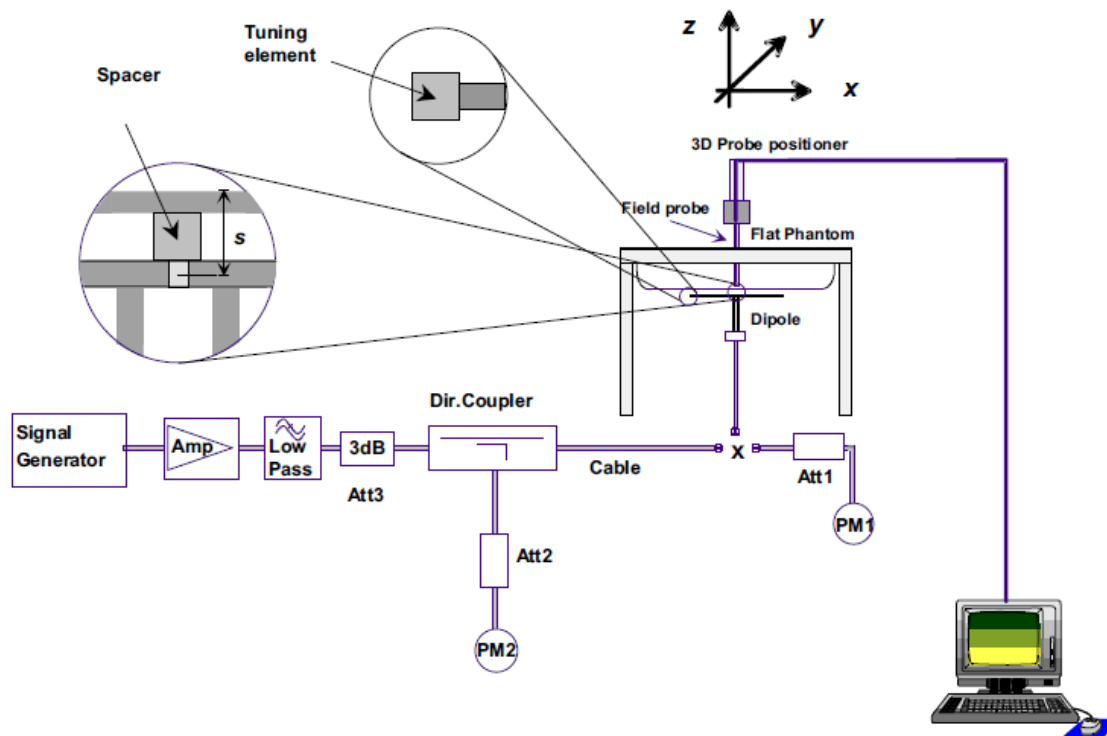 Tuning
element
Spacer
s
z
y
x
3D Probe positioner
Field probe
Flat Phantom
Dipole
Dir.Coupler
Signal
Generator
Amp
Low
Pass
3dB
Att3
Cable
x
Att1
PM1
Att2
PM2